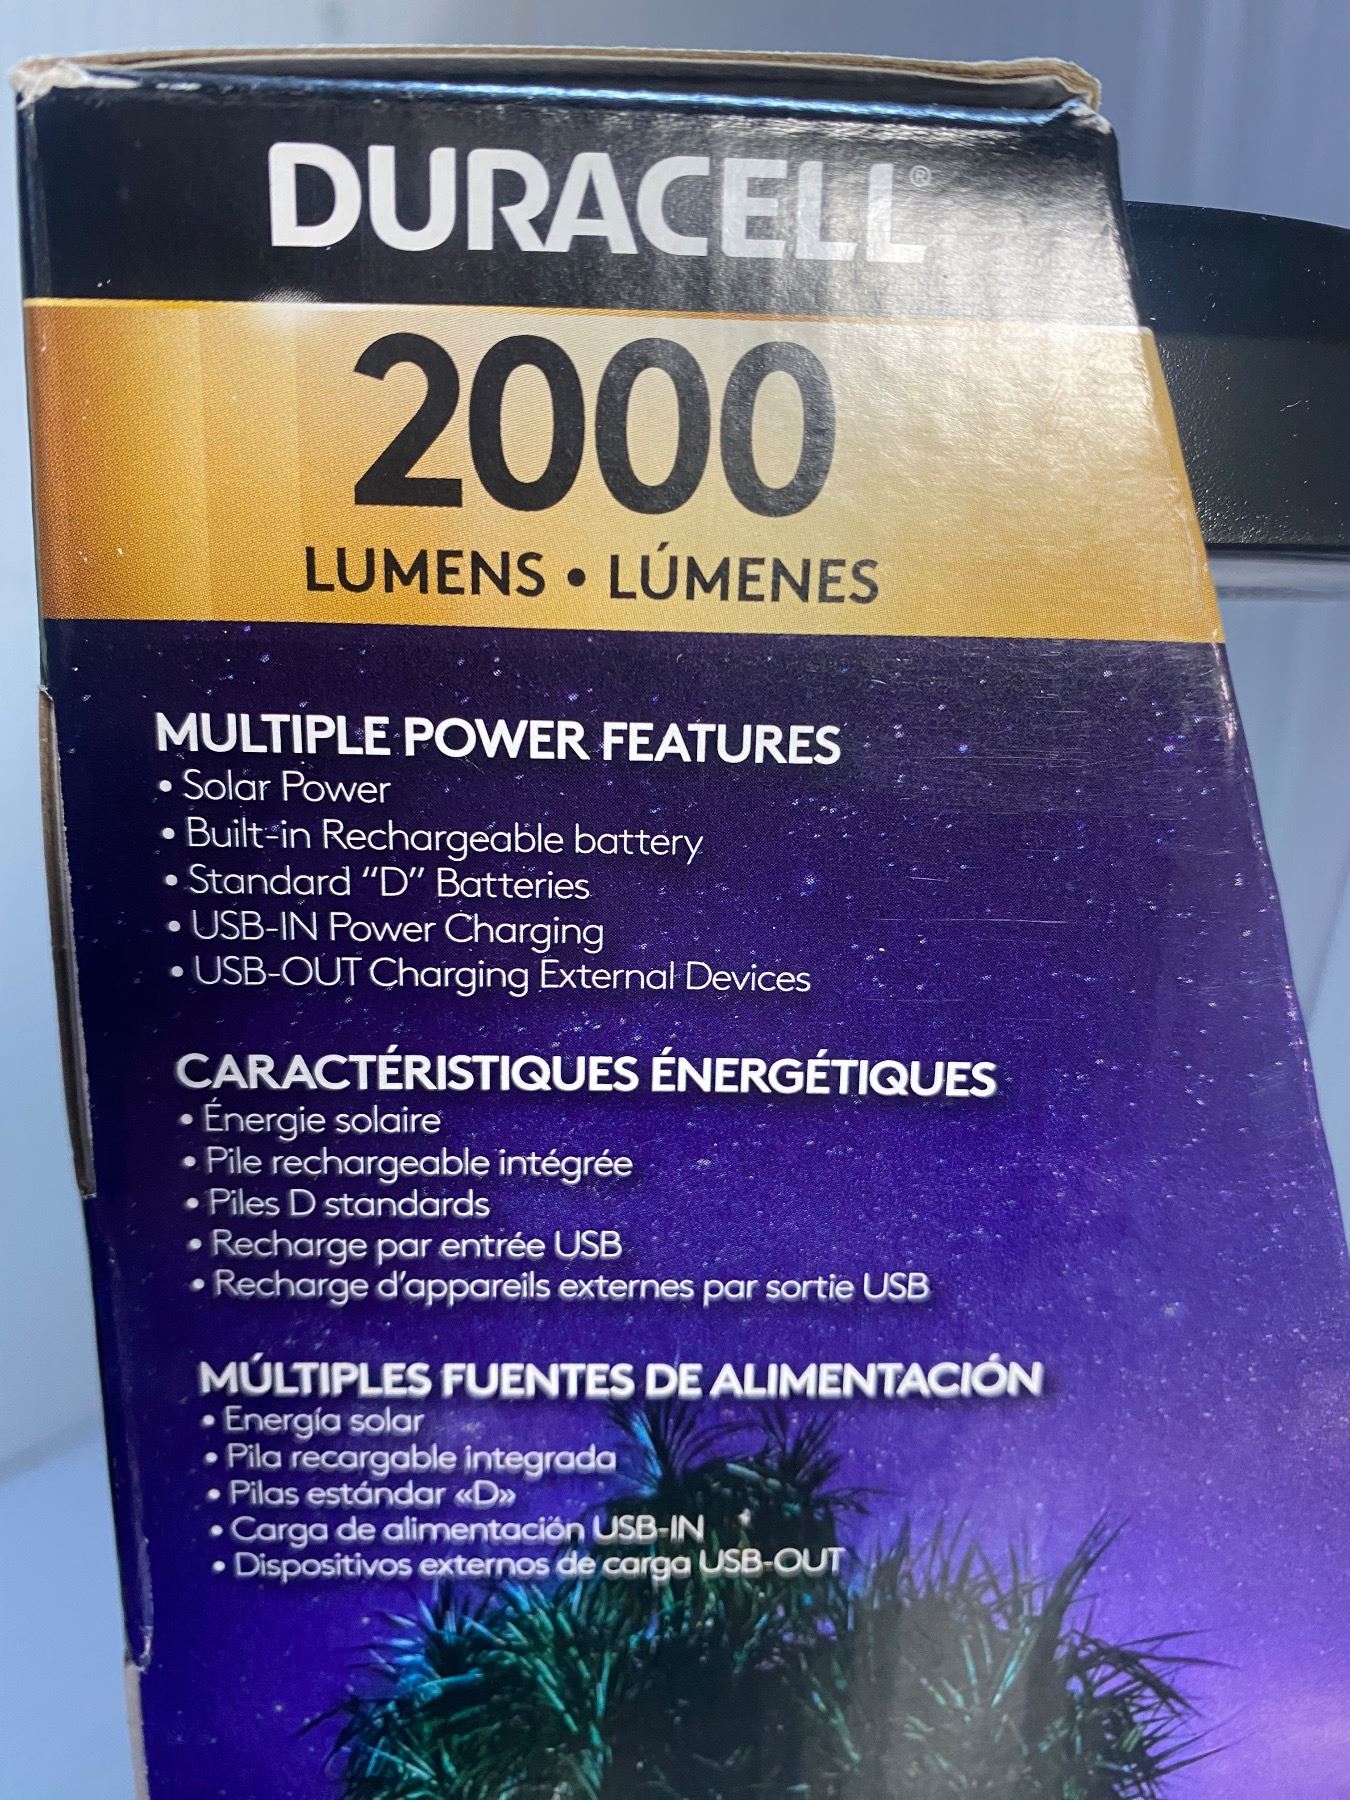 DURACELL®
2000
LUMENS • LÚMENES
MULTIPLE POWER FEATURES
• Solar Power
• Built-in Rechargeable battery
• Standard “D” Batteries
• USB-IN Power Charging
• USB-OUT Charging External Devices
CARACTÉRISTIQUES ÉNERGÉTIQUES
• Énergie solaire
• Pile rechargeable intégrée
• Piles D standards
• Recharge par entrée USB
• Recharge d’appareils externes par sortie USB
MÚLTIPLES FUENTES DE ALIMENTACIÓN
• Energía solar
• Pila recargable integrada
• Pilas estándar «D»
• Carga de alimentación USB-IN
• Dispositivos externos de carga USB-OUT